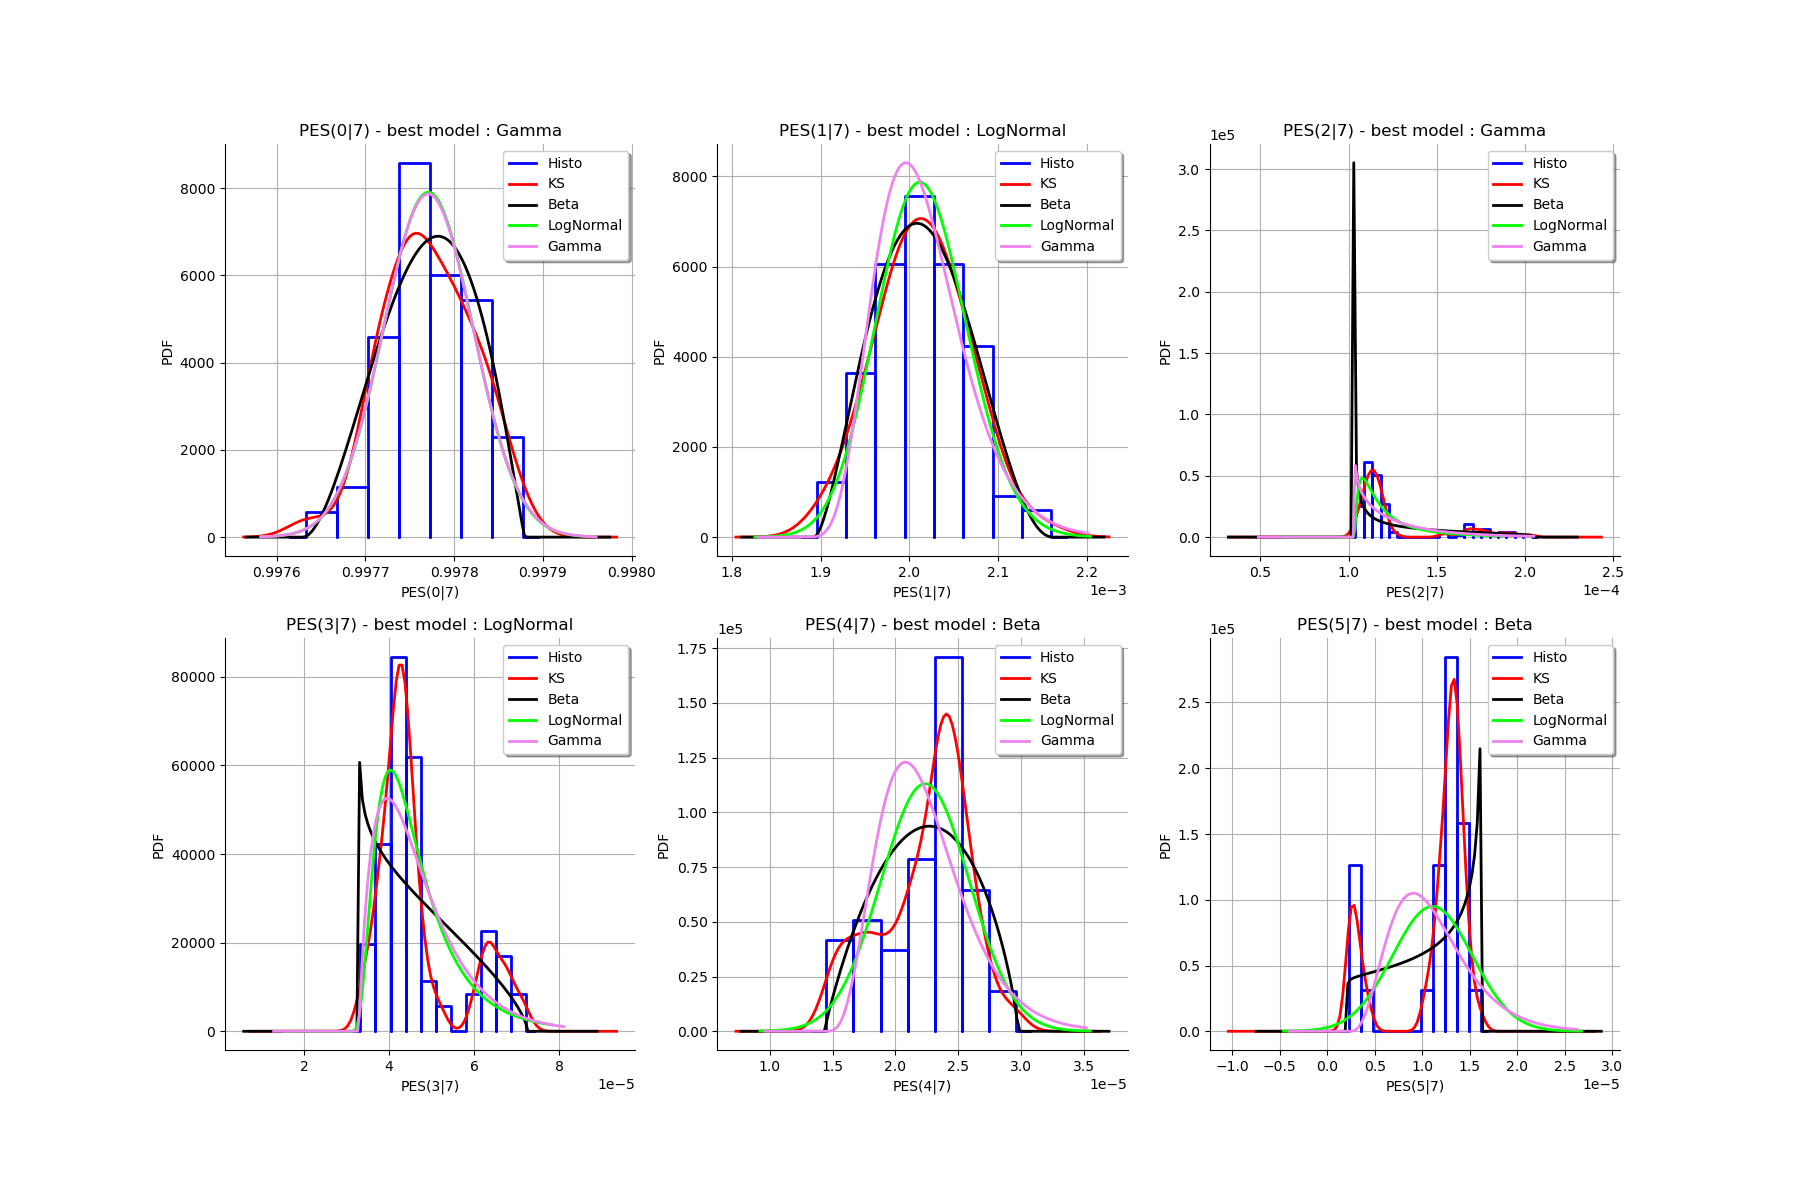 PES(0|7) - best model : Gamma
PDF
8000
6000
4000
2000
0
0.9976 0.9977 0.9978 0.9979 0.9980
PES(0|7)
Histo
KS
Beta
LogNormal
Gamma
PES(1|7) - best model : LogNormal
PDF
8000
6000
4000
2000
0
1.8 1.9 2.0 2.1 2.2
1e−3
PES(1|7)
Histo
KS
Beta
LogNormal
Gamma
PES(2|7) - best model : Gamma
1e5
PDF
3.0
2.5
2.0
1.5
1.0
0.5
0.0
0.5 1.0 1.5 2.0 2.5
1e−4
PES(2|7)
Histo
KS
Beta
LogNormal
Gamma
PES(3|7) - best model : LogNormal
PDF
80000
60000
40000
20000
0
2 4 6 8
1e−5
PES(3|7)
Histo
KS
Beta
LogNormal
Gamma
PES(4|7) - best model : Beta
1e5
PDF
1.75
1.50
1.25
1.00
0.75
0.50
0.25
0.00
1.0 1.5 2.0 2.5 3.0 3.5
1e−5
PES(4|7)
Histo
KS
Beta
LogNormal
Gamma
PES(5|7) - best model : Beta
1e5
PDF
2.5
2.0
1.5
1.0
0.5
0.0
−1.0 −0.5 0.0 0.5 1.0 1.5 2.0 2.5 3.0
1e−5
PES(5|7)
Histo
KS
Beta
LogNormal
Gamma